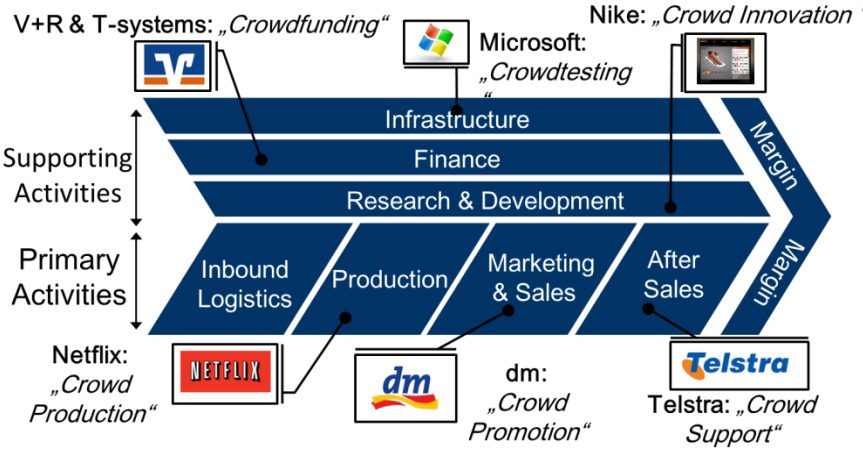 V+R & T-systems: „Crowdfunding“
Microsoft:
„Crowdtesting
“
Nike: „Crowd Innovation “
Infrastructure
Finance
Research & Development
Supporting
Activities
Primary
Activities
Inbound
Logistics
Production
Marketing
& Sales
After
Sales
Margin
Margin
Netflix:
„Crowd
Production“
NETFLIX
dm
dm:
„Crowd
Promotion“
Telstra
Telstra: „Crowd
Support“